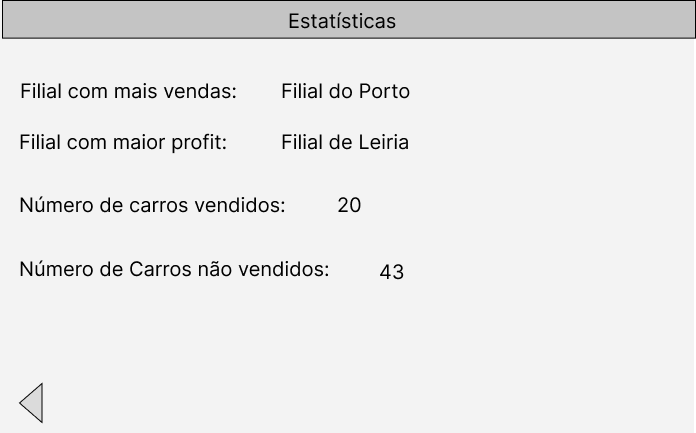 Estatísticas
Filial com mais vendas: Filial do Porto
Filial com maior profit: Filial de Leiria
Número de carros vendidos: 20
Número de Carros não vendidos: 43